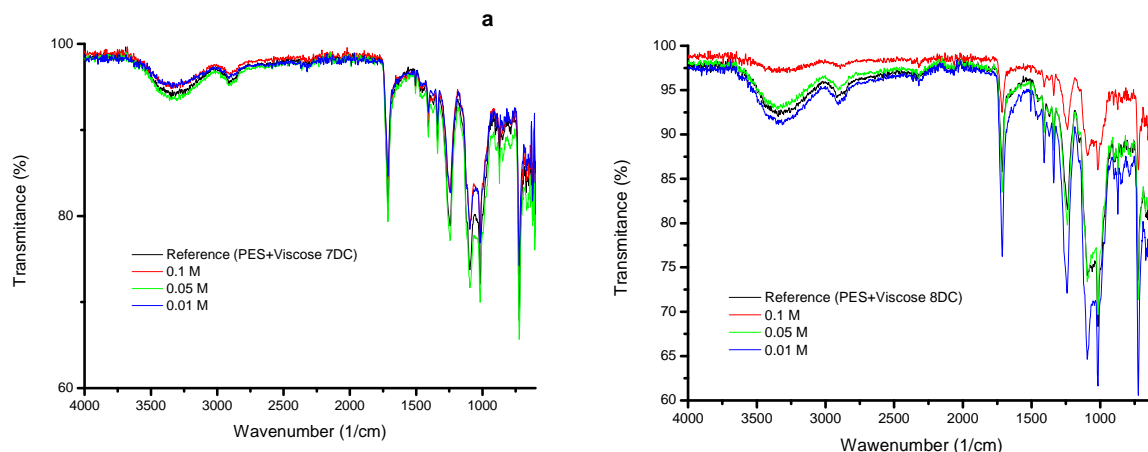 a
100
80
60
Transmitance (%)
Reference (PES+Viscose 7DC)
0.1 M
0.05 M
0.01 M
4000 3500 3000 2500 2000 1500 1000
Wavenumber (1/cm)
100
95
90
85
80
75
70
65
60
Transmitance (%)
Reference (PES+Viscose 8DC)
0.1 M
0.05 M
0.01 M
4000 3500 3000 2500 2000 1500 1000
Wawenumber (1/cm)